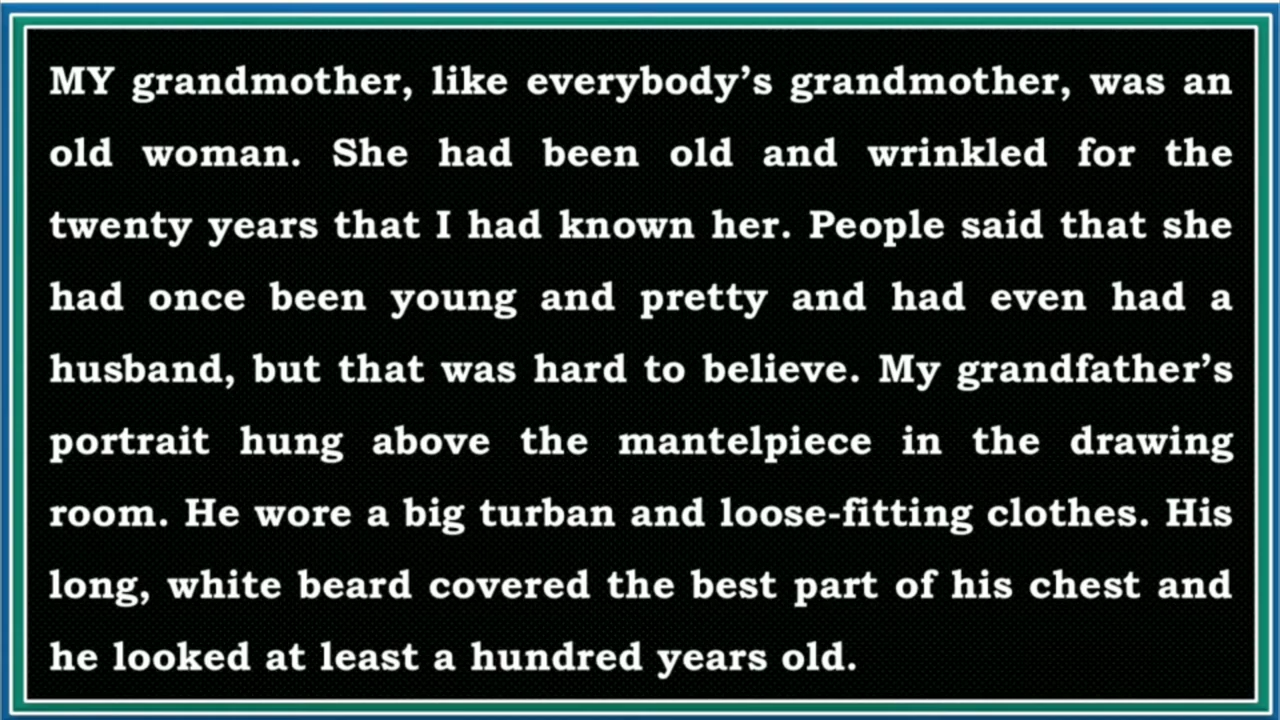 MY grandmother, like everybody’s grandmother, was an
old woman. She had been old and wrinkled for the
twenty years that I had known her. People said that she
had once been young and pretty and had even had a
husband, but that was hard to believe. My grandfather’s
portrait hung above the mantelpiece in the drawing
room. He wore a big turban and loose-fitting clothes. His
long, white beard covered the best part of his chest and
he looked at least a hundred years old.